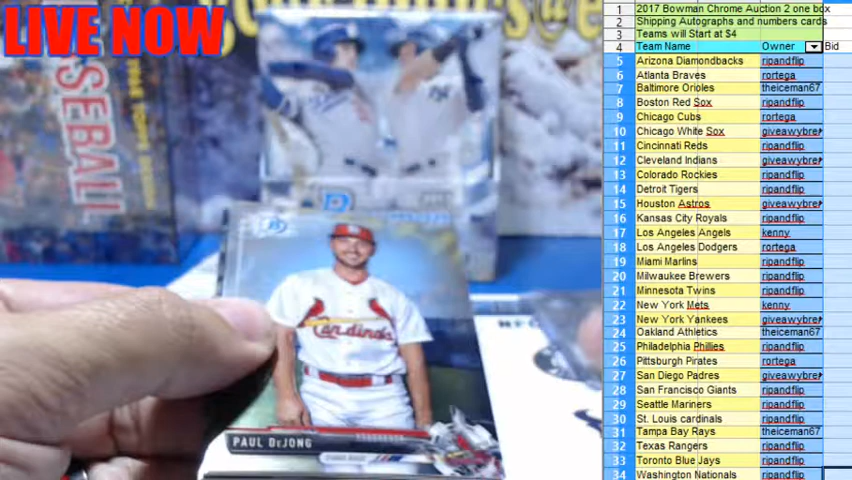 LIVE NOW
BASEBALL
Cardinals
PAUL DeJONG
1 2017 Bowman Chrome Auction 2 one box
2 Shipping Autographs and numbers cards
3 Teams will Start at $4
4 Team Name Owner Bid
5 Arizona Diamondbacks ripandflip
6 Atlanta Braves rortega
7 Baltimore Orioles theiceman67
8 Boston Red Sox ripandflip
9 Chicago Cubs rortega
10 Chicago White Sox giveawybre
11 Cincinnati Reds ripandflip
12 Cleveland Indians giveawybre
13 Colorado Rockies ripandflip
14 Detroit Tigers ripandflip
15 Houston Astros giveawybre
16 Kansas City Royals ripandflip
17 Los Angeles Angels kenny
18 Los Angeles Dodgers rortega
19 Miami Marlins ripandflip
20 Milwaukee Brewers ripandflip
21 Minnesota Twins ripandflip
22 New York Mets kenny
23 New York Yankees giveawybre
24 Oakland Athletics theiceman67
25 Philadelphia Phillies ripandflip
26 Pittsburgh Pirates rortega
27 San Diego Padres giveawybre
28 San Francisco Giants ripandflip
29 Seattle Mariners ripandflip
30 St. Louis cardinals ripandflip
31 Tampa Bay Rays theiceman67
32 Texas Rangers ripandflip
33 Toronto Blue Jays ripandflip
34 Washington Nationals ripandflip